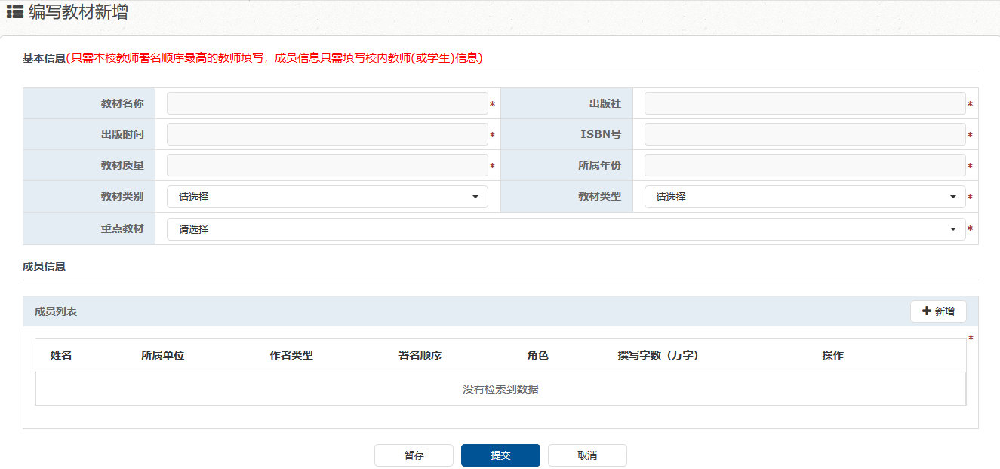 编写教材新增
基本信息(只需本校教师署名顺序最高的教师填写，成员信息只需填写校内教师(或学生)信息)
教材名称 * 出版社 *
出版时间 * ISBN号 *
教材质量 * 所属年份 *
教材类别 请选择 教材类型 请选择 *
重点教材 请选择 *
成员信息
成员列表 新增
*
姓名 所属单位 作者类型 署名顺序 角色 撰写字数（万字） 操作
没有检索到数据
暂存 提交 取消